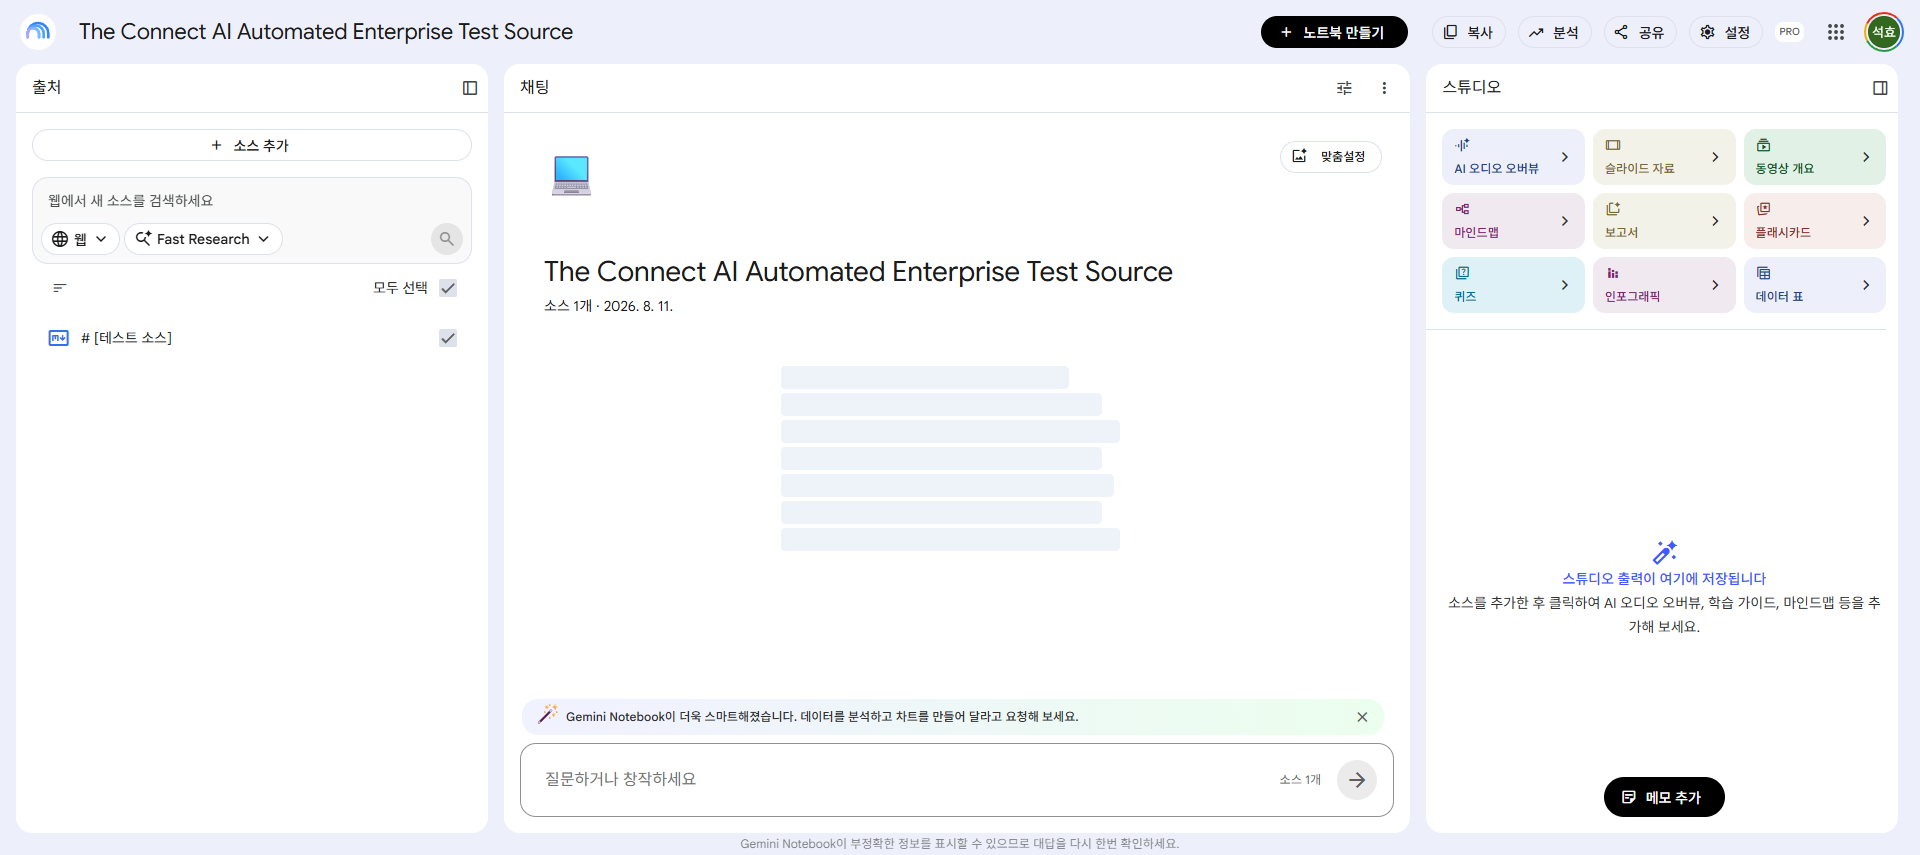 The Connect AI Automated Enterprise Test Source
노트북 만들기
복사
분석
공유
설정
PRO
석효
출처
소스 추가
웹에서 새 소스를 검색하세요
웹
Fast Research
모두 선택
# [테스트 소스]
채팅
맞춤설정
The Connect AI Automated Enterprise Test Source
소스 1개 · 2026. 8. 11.
Gemini Notebook이 더욱 스마트해졌습니다. 데이터를 분석하고 차트를 만들어 달라고 요청해 보세요.
질문하거나 창작하세요
소스 1개
Gemini Notebook이 부정확한 정보를 표시할 수 있으므로 대답을 다시 한번 확인하세요.
스튜디오
AI 오디오 오버뷰
슬라이드 자료
동영상 개요
마인드맵
보고서
플래시카드
퀴즈
인포그래픽
데이터 표
스튜디오 출력이 여기에 저장됩니다
소스를 추가한 후 클릭하여 AI 오디오 오버뷰, 학습 가이드, 마인드맵 등을 추
가해 보세요.
메모 추가